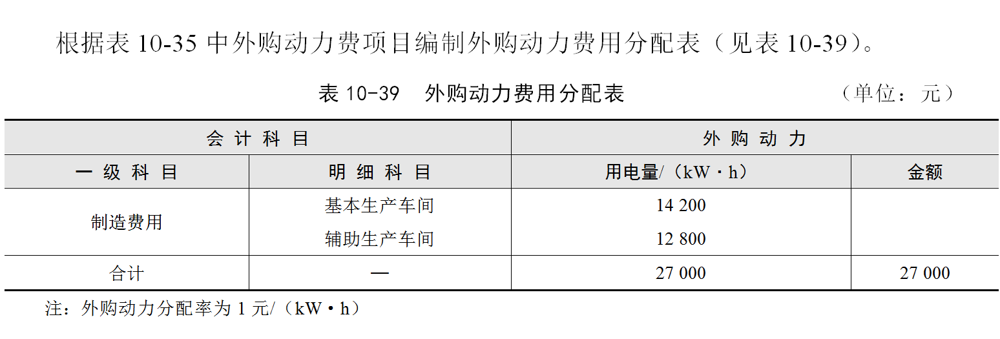 根据表 10-35 中外购动力费项目编制外购动力费用分配表（见表 10-39）。
表 10-39 外购动力费用分配表 （单位：元）
会计科目 外购动力
一级科目 明细科目 用电量/（kW·h） 金额
制造费用 基本生产车间 14 200
辅助生产车间 12 800
合计 — 27 000 27 000
注：外购动力分配率为 1 元/（kW·h）